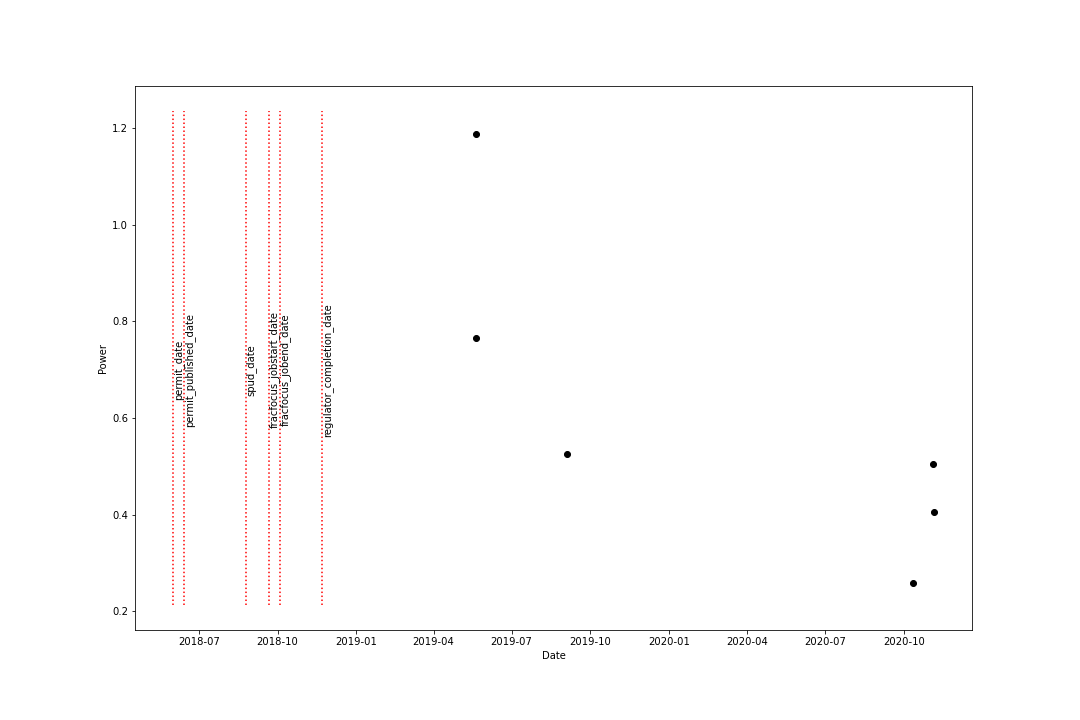 1.2
1.0
0.8
0.6
0.4
0.2
Power
permit_date
permit_published_date
spud_date
fracfocus_jobstart_date
fracfocus_jobend_date
regulator_completion_date
2018-07
2018-10
2019-01
2019-04
2019-07
2019-10
2020-01
2020-04
2020-07
2020-10
Date